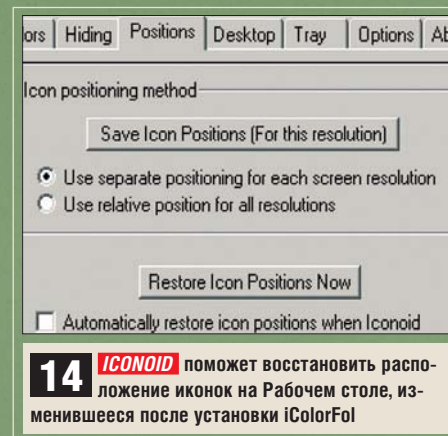 ors Hiding Positions Desktop Tray Options Ab
Icon positioning method
Save Icon Positions (For this resolution)
Use separate positioning for each screen resolution
Use relative position for all resolutions
Restore Icon Positions Now
Automatically restore icon positions when Iconoid
14 ICONOID поможет восстановить распо-
ложение иконок на Рабочем столе, из-
менившееся после установки iColorFol